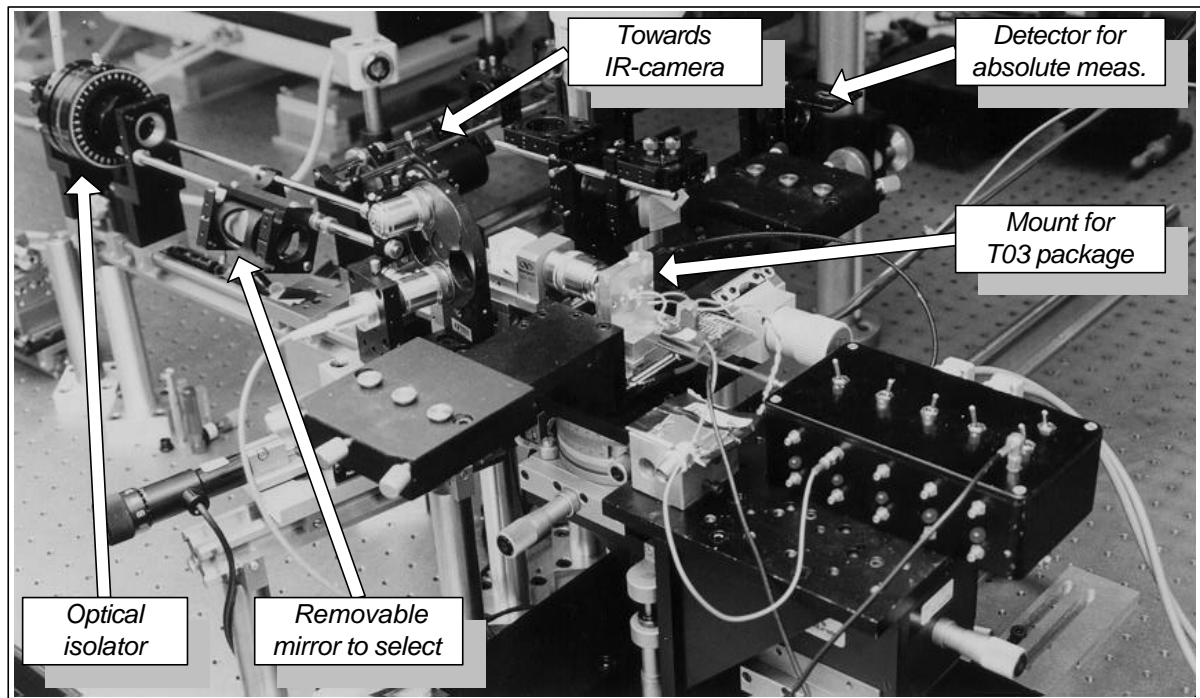 Towards
IR-camera
Detector for
absolute meas.
Mount for
T03 package
Optical
isolator
Removable
mirror to select